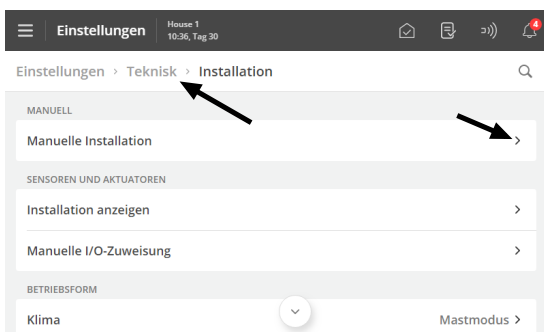 Einstellungen
House 1
10:36, Tag 30
4
Einstellungen > Teknisk > Installation
MANUELL
Manuelle Installation
SENSOREN UND AKTUATOREN
Installation anzeigen
Manuelle I/O-Zuweisung
BETRIEBSFORM
Klima Mastmodus